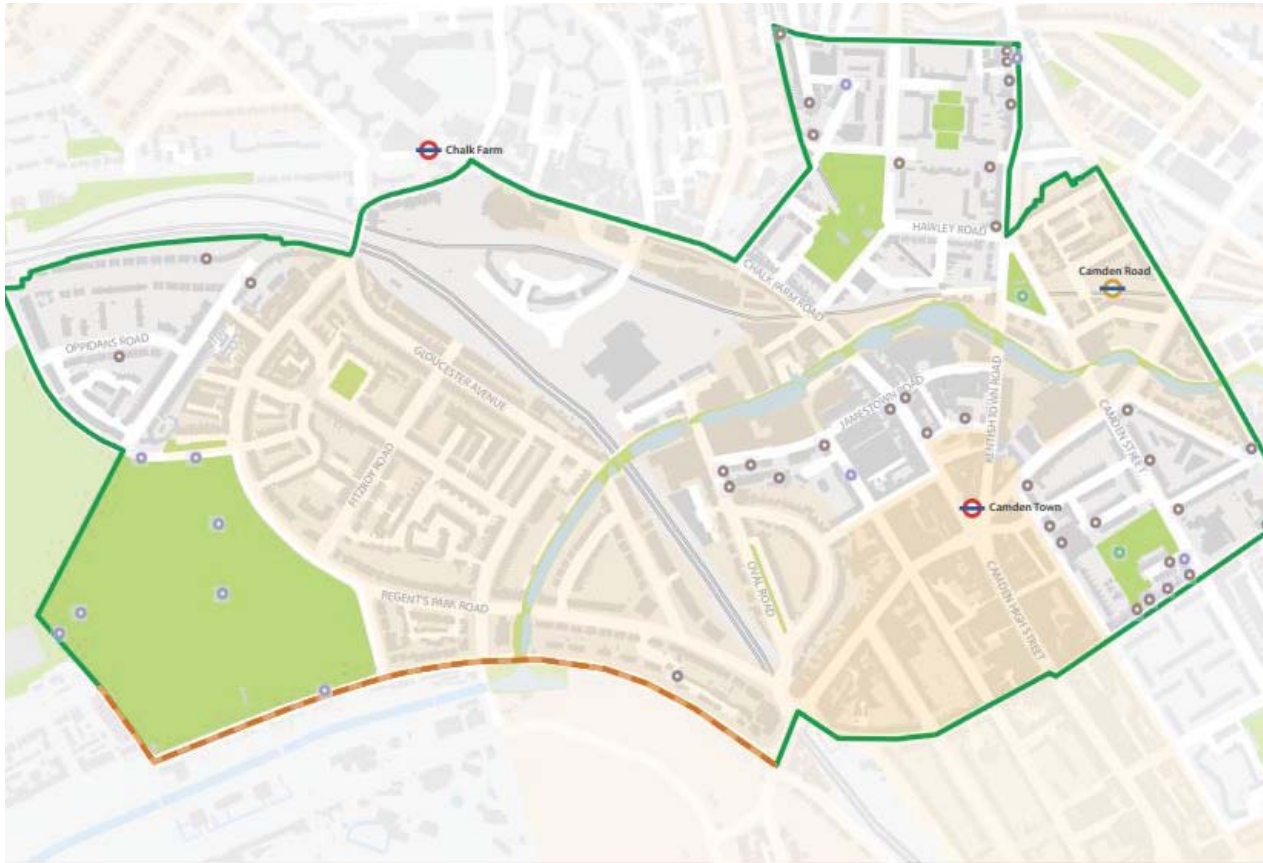 Chalk Farm
HAWLEY ROAD
CHALK FARM ROAD
Camden Road
OPPIDANS ROAD
GLOUCESTER AVENUE
JAMESTOWN ROAD
KENTISH TOWN ROAD
CAMDEN STREET
FITZROY ROAD
Camden Town
OVAL ROAD
REGENT'S PARK ROAD
CAMDEN HIGH STREET